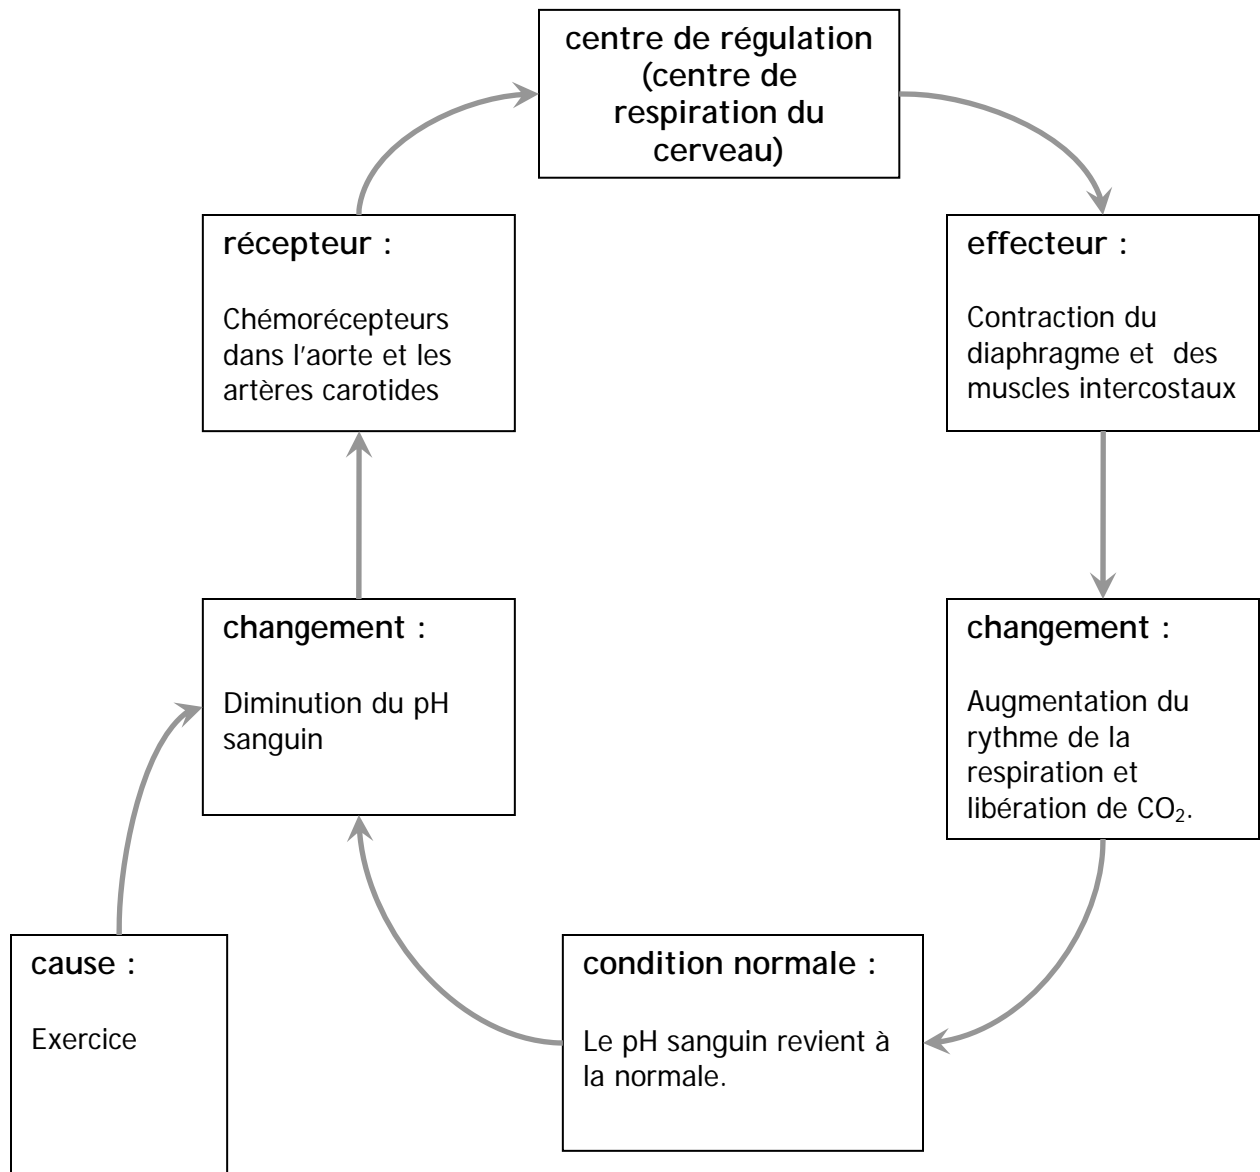 centre de régulation
(centre de
respiration du
cerveau)
récepteur :
Chémorécepteurs
dans l'aorte et les
artères carotides
effecteur :
Contraction du
diaphragme et des
muscles intercostaux
changement :
Diminution du pH
sanguin
changement :
Augmentation du
rythme de la
respiration et
libération de CO₂.
cause :
Exercice
condition normale :
Le pH sanguin revient à
la normale.